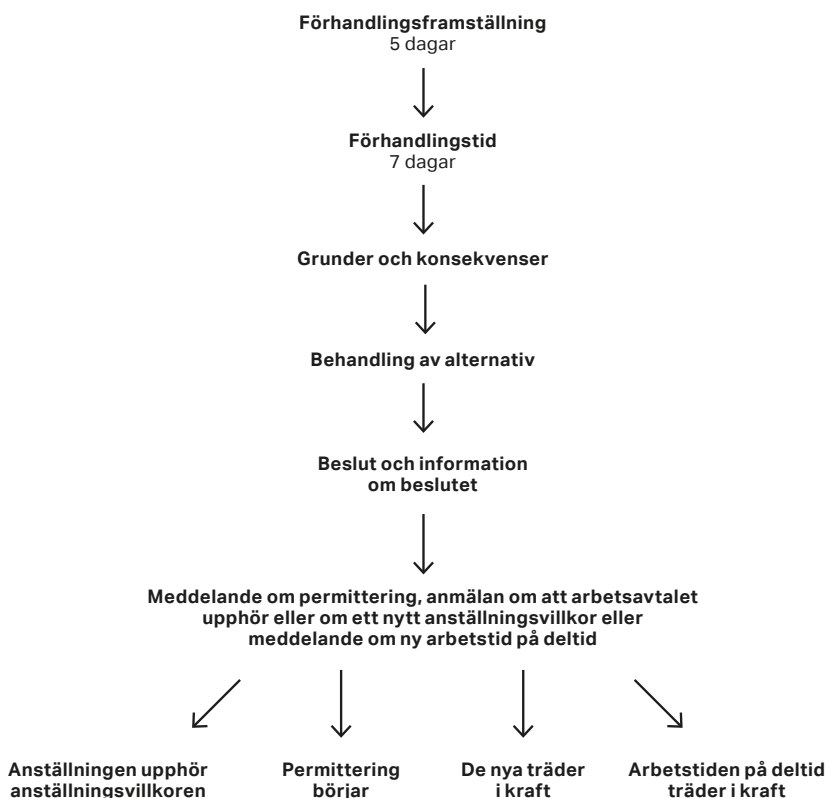 Förhandlingsframställning
5 dagar
Förhandlingstid
7 dagar
Grunder och konsekvenser
Behandling av alternativ
Beslut och information
om beslutet
Meddelande om permittering, anmälan om att arbetsavtalet
upphör eller om ett nytt anställningsvillkor eller
meddelande om ny arbetstid på deltid
Anställningen upphör
anställningsvillkoren
Permittering
börjar
De nya träder
i kraft
Arbetstiden på deltid
träder i kraft